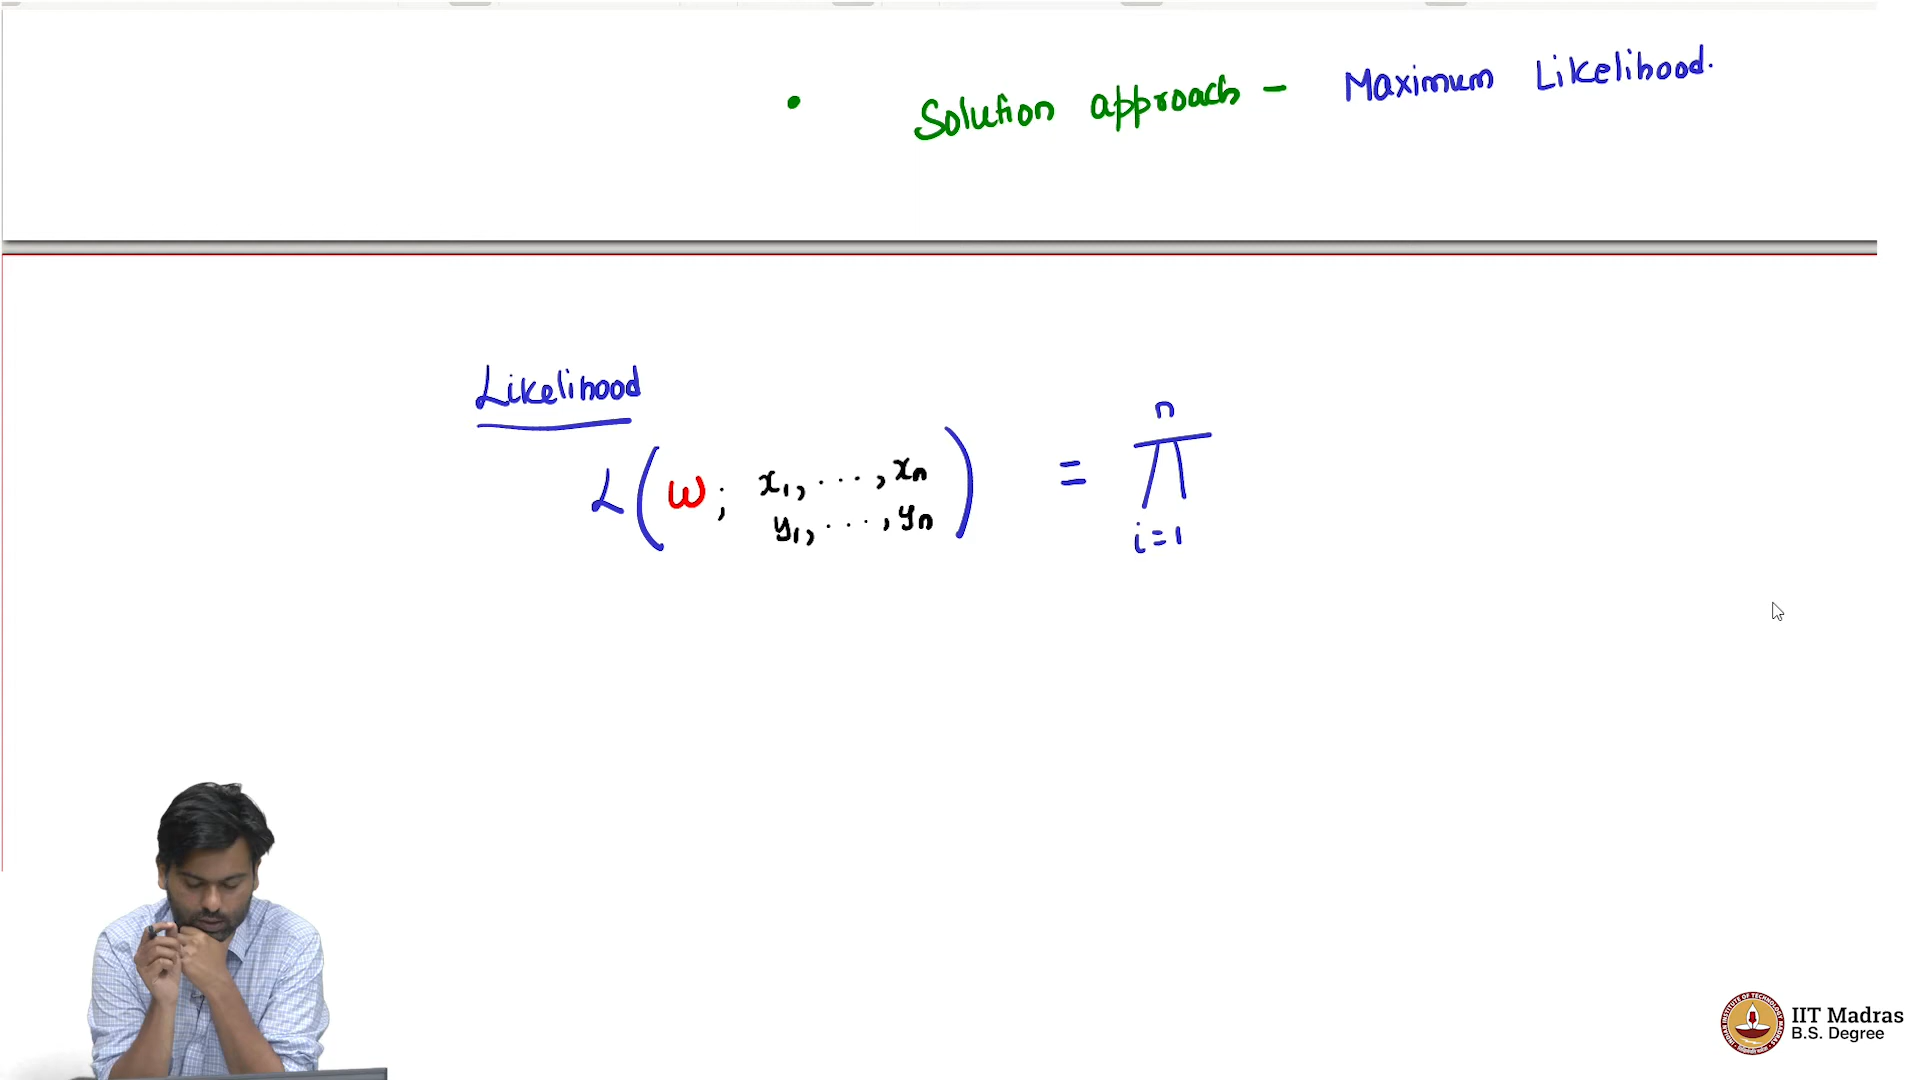 • Solution approach - Maximum Likelihood.
Likelihood
L(w; x₁, ..., xₙ
y₁, ..., yₙ) = ∏
n
i=1
IIT Madras
B.S. Degree